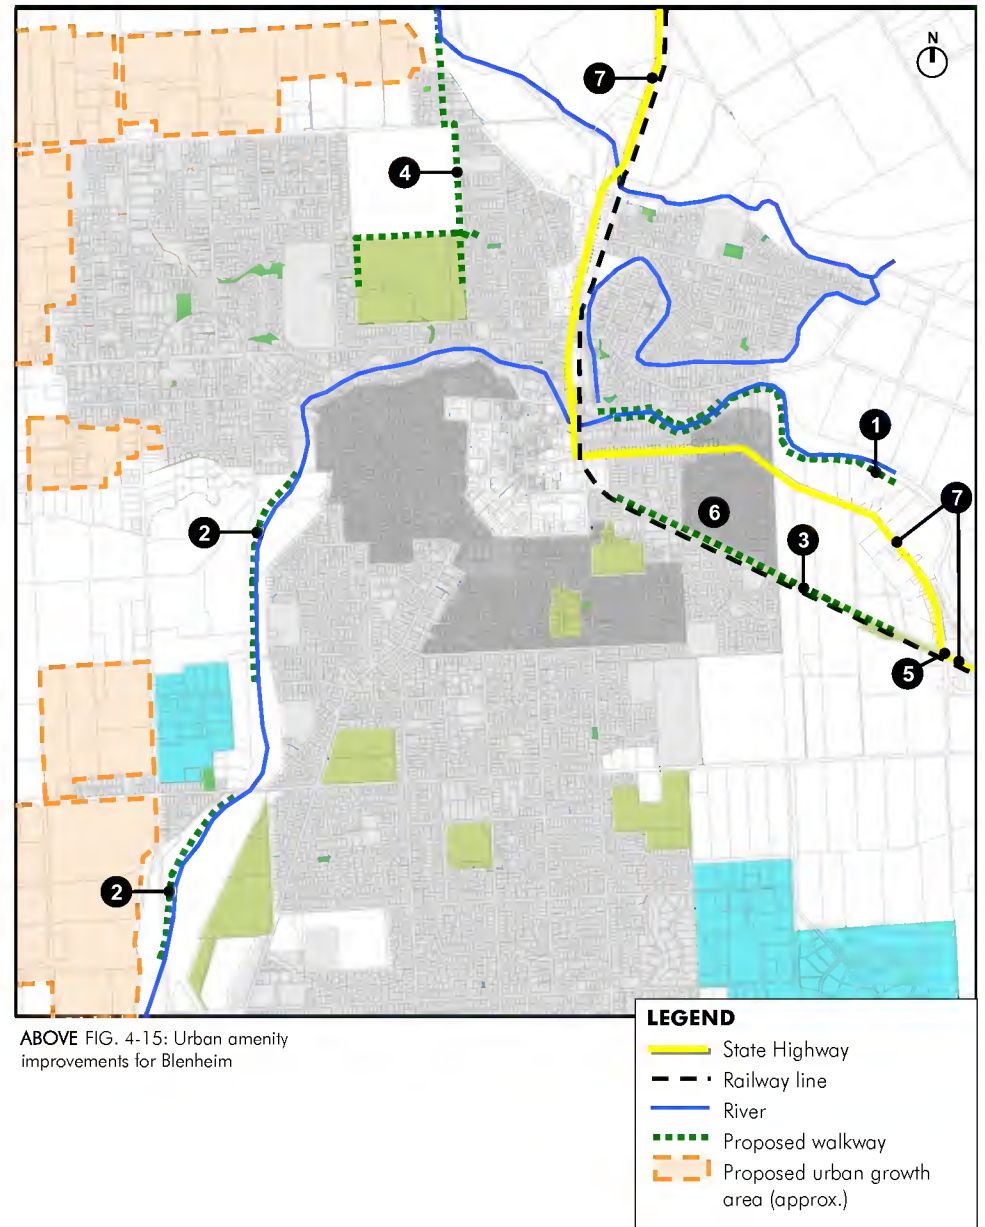 N
7
4
1
7
2
6
3
5
2
ABOVE FIG. 4-15: Urban amenity
improvements for Blenheim
LEGEND
State Highway
Railway line
River
Proposed walkway
Proposed urban growth
area (approx.)